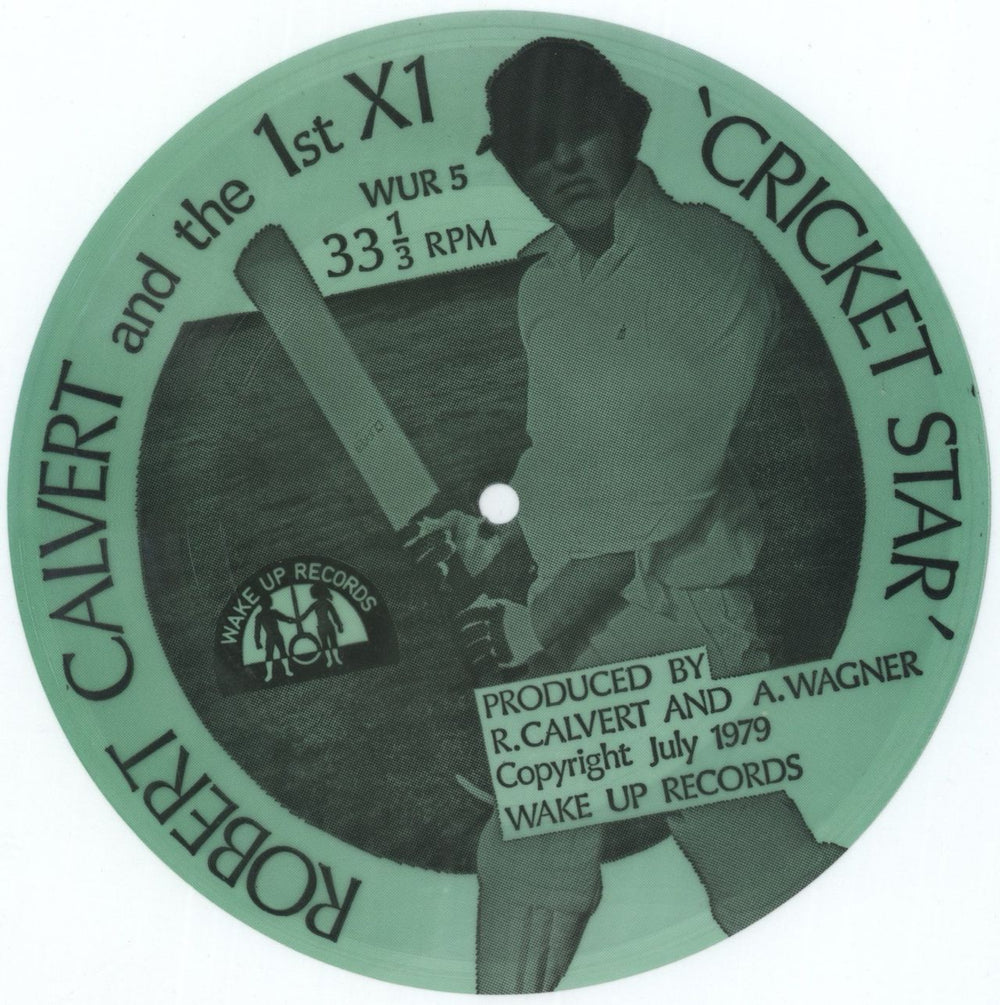 ROBERT CALVERT and the 1st X1
'CRICKET STAR'
WUR 5
33 1/3 RPM
WAKE UP RECORDS
PRODUCED BY
R.CALVERT AND A.WAGNER
Copyright July 1979
WAKE UP RECORDS